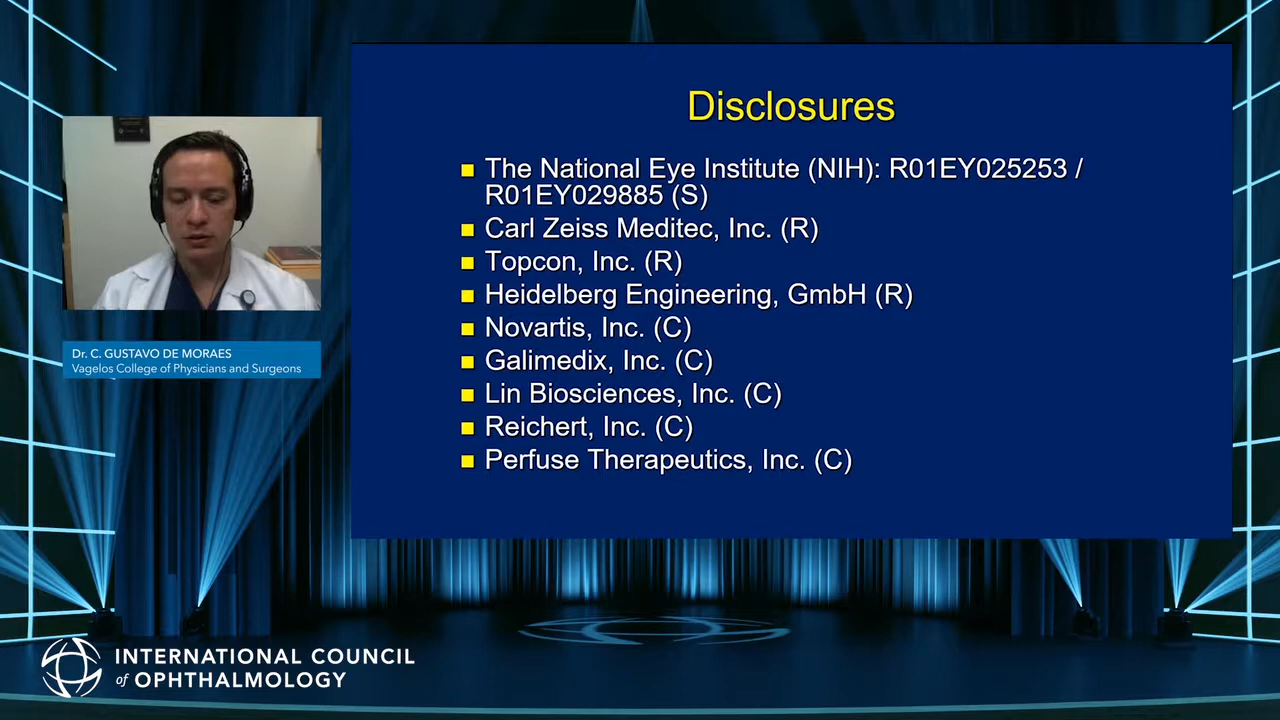 Disclosures
The National Eye Institute (NIH): R01EY025253 /
R01EY029885 (S)
Carl Zeiss Meditec, Inc. (R)
Topcon, Inc. (R)
Heidelberg Engineering, GmbH (R)
Novartis, Inc. (C)
Galimedix, Inc. (C)
Lin Biosciences, Inc. (C)
Reichert, Inc. (C)
Perfuse Therapeutics, Inc. (C)
Dr. C. GUSTAVO DE MORAES
Vagelos College of Physicians and Surgeons
INTERNATIONAL COUNCIL
of OPHTHALMOLOGY